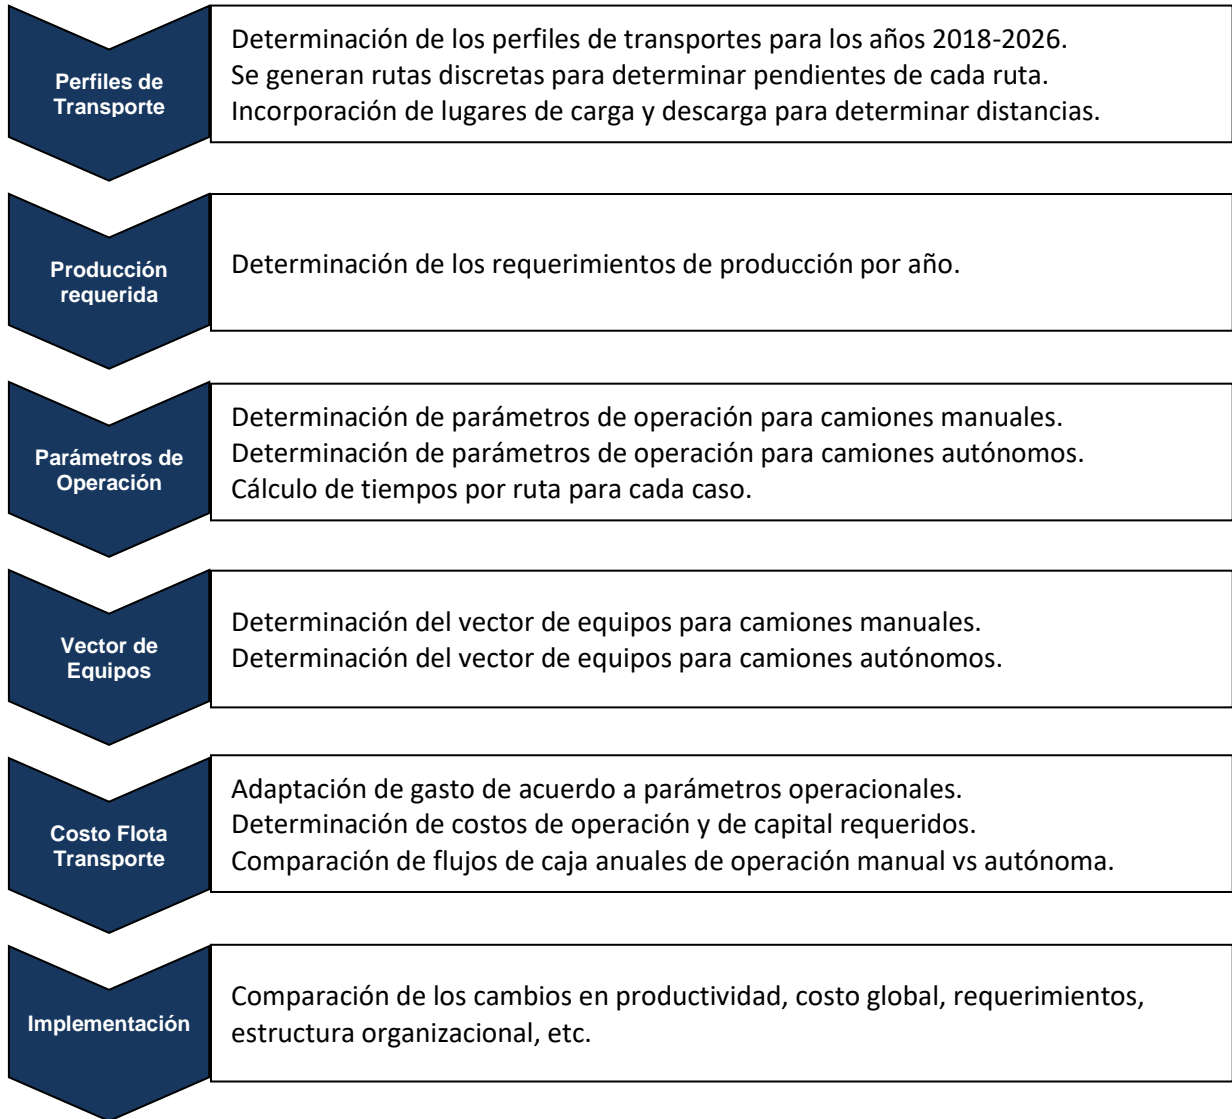 Perfiles de
Transporte
Determinación de los perfiles de transportes para los años 2018-2026.
Se generan rutas discretas para determinar pendientes de cada ruta.
Incorporación de lugares de carga y descarga para determinar distancias.
Producción
requerida
Determinación de los requerimientos de producción por año.
Parámetros de
Operación
Determinación de parámetros de operación para camiones manuales.
Determinación de parámetros de operación para camiones autónomos.
Cálculo de tiempos por ruta para cada caso.
Vector de
Equipos
Determinación del vector de equipos para camiones manuales.
Determinación del vector de equipos para camiones autónomos.
Costo Flota
Transporte
Adaptación de gasto de acuerdo a parámetros operacionales.
Determinación de costos de operación y de capital requeridos.
Comparación de flujos de caja anuales de operación manual vs autónoma.
Implementación
Comparación de los cambios en productividad, costo global, requerimientos,
estructura organizacional, etc.